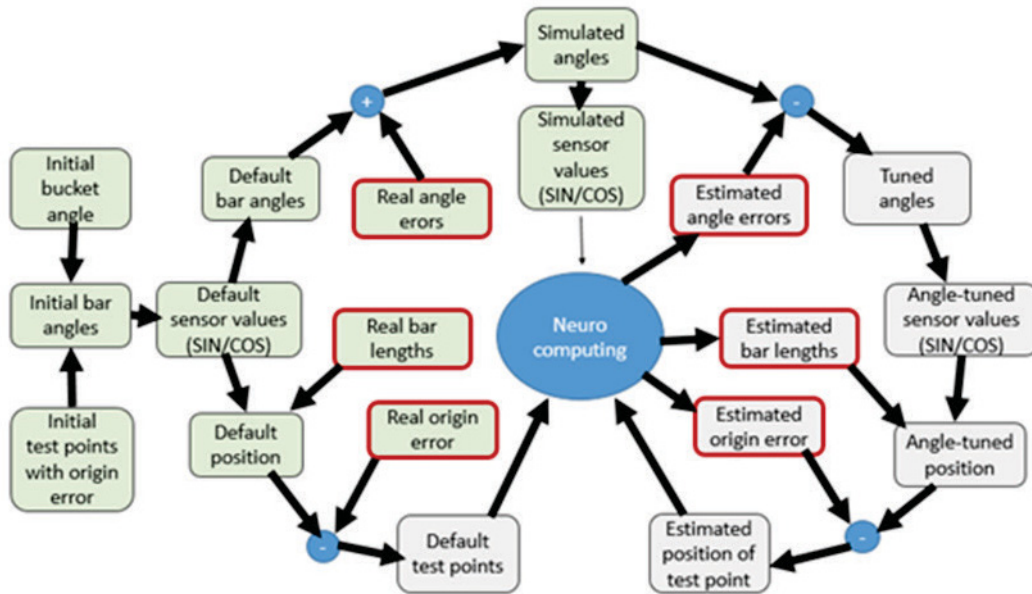 Simulated
angles
+
-
Simulated
sensor
values
(SIN/COS)
Initial
bucket
angle
Default
bar angles
Real angle
erors
Estimated
angle errors
Tuned
angles
Initial bar
angles
Default
sensor values
(SIN/COS)
Real bar
lengths
Neuro
computing
Estimated
bar lengths
Angle-tuned
sensor values
(SIN/COS)
Initial
test points
with origin
error
Default
position
Real origin
error
Estimated
origin error
Angle-tuned
position
-
Default
test points
Estimated
position of
test point
-